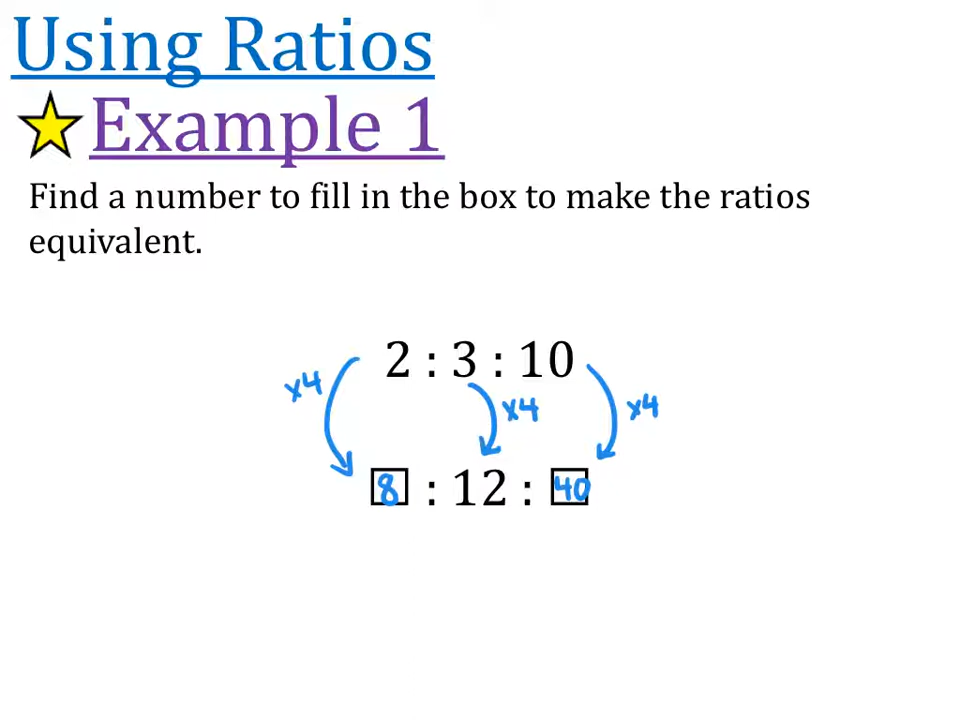 Using Ratios
Example 1
Find a number to fill in the box to make the ratios
equivalent.
2 : 3 : 10
x4 x4 x4
8 : 12 : 40